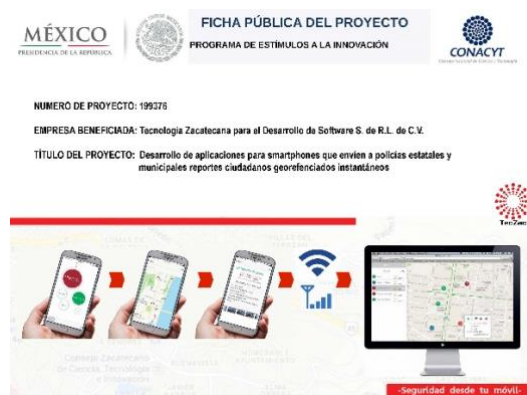 MÉXICO
PRESIDENCIA DE LA REPÚBLICA
FICHA PÚBLICA DEL PROYECTO
PROGRAMA DE ESTÍMULOS A LA INNOVACIÓN
CONACYT
NUMERO DE PROYECTO: 199376
EMPRESA BENEFICIADA: Tecnología Zacatecana para el Desarrollo de Software S. de R.L. de C.V.
TÍTULO DEL PROYECTO: Desarrollo de aplicaciones para smartphones que envíen a policías estatales y
municipales reportes ciudadanos georefenciados instantáneos
TecZac
Consejo Zacatecano
de Ciencia, Tecnología
e Innovación
-Seguridad desde tu móvil-